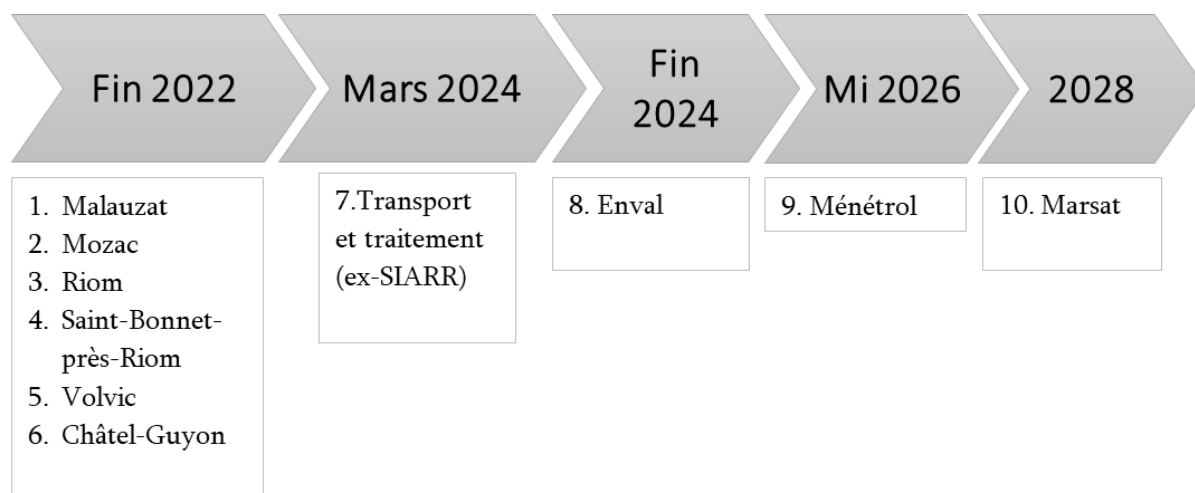 Fin 2022
Mars 2024
Fin
2024
Mi 2026
2028
1. Malauzat
2. Mozac
3. Riom
4. Saint-Bonnet-
près-Riom
5. Volvic
6. Châtel-Guyon
7.Transport
et traitement
(ex-SIARR)
8. Enval
9. Ménétrol
10. Marsat